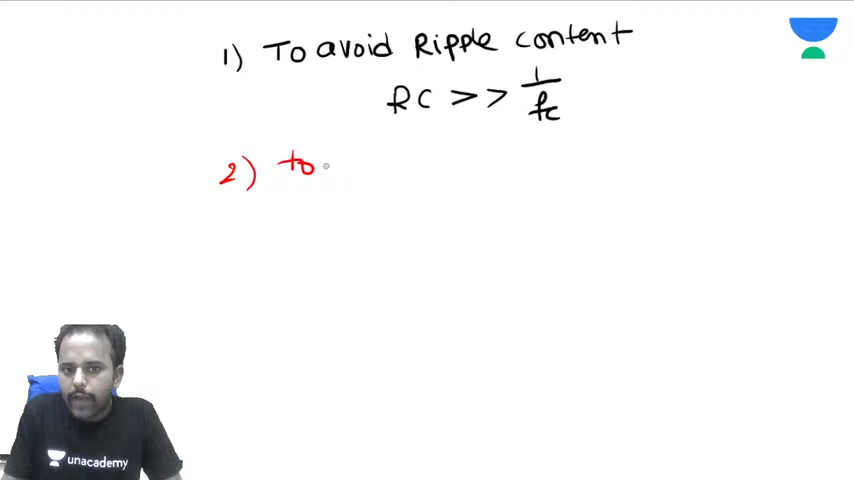 1) To avoid Ripple content
RC >> 1/fc
2) to
unacademy